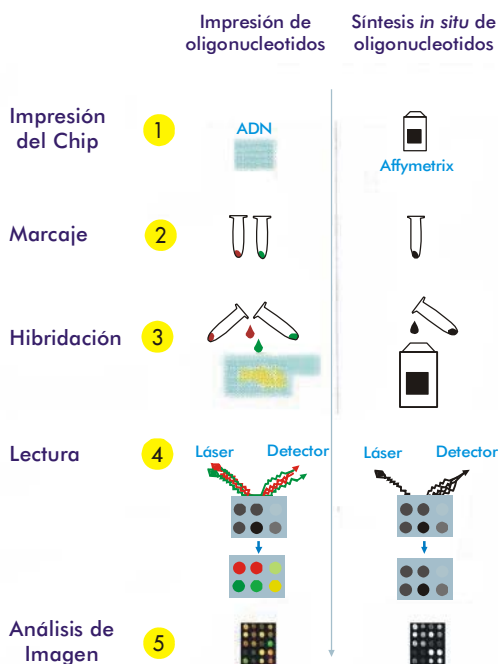 Impresión de
oligonucleotidos
Síntesis in situ de
oligonucleotidos
Impresión
del Chip
1
ADN
Affymetrix
Marcaje
2
Hibridación
3
Lectura
4
Láser
Detector
Láser
Detector
Análisis de
Imagen
5